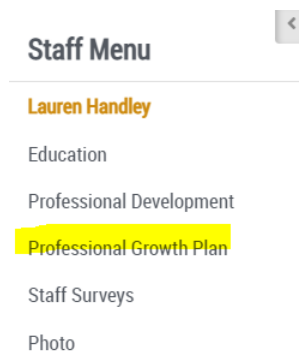 Staff Menu
Lauren Handley
Education
Professional Development
Professional Growth Plan
Staff Surveys
Photo